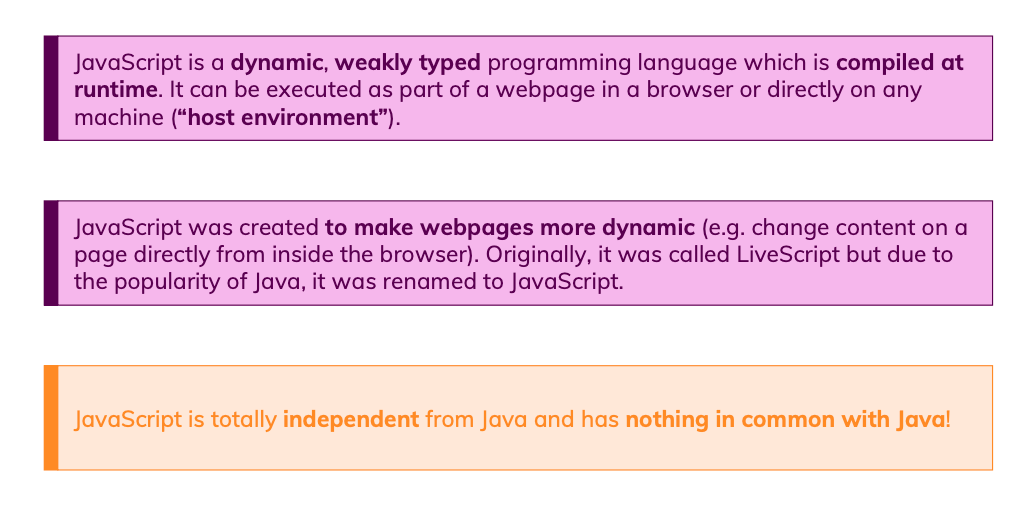 JavaScript is a dynamic, weakly typed programming language which is compiled at
runtime. It can be executed as part of a webpage in a browser or directly on any
machine (“host environment”).
JavaScript was created to make webpages more dynamic (e.g. change content on a
page directly from inside the browser). Originally, it was called LiveScript but due to
the popularity of Java, it was renamed to JavaScript.
JavaScript is totally independent from Java and has nothing in common with Java!